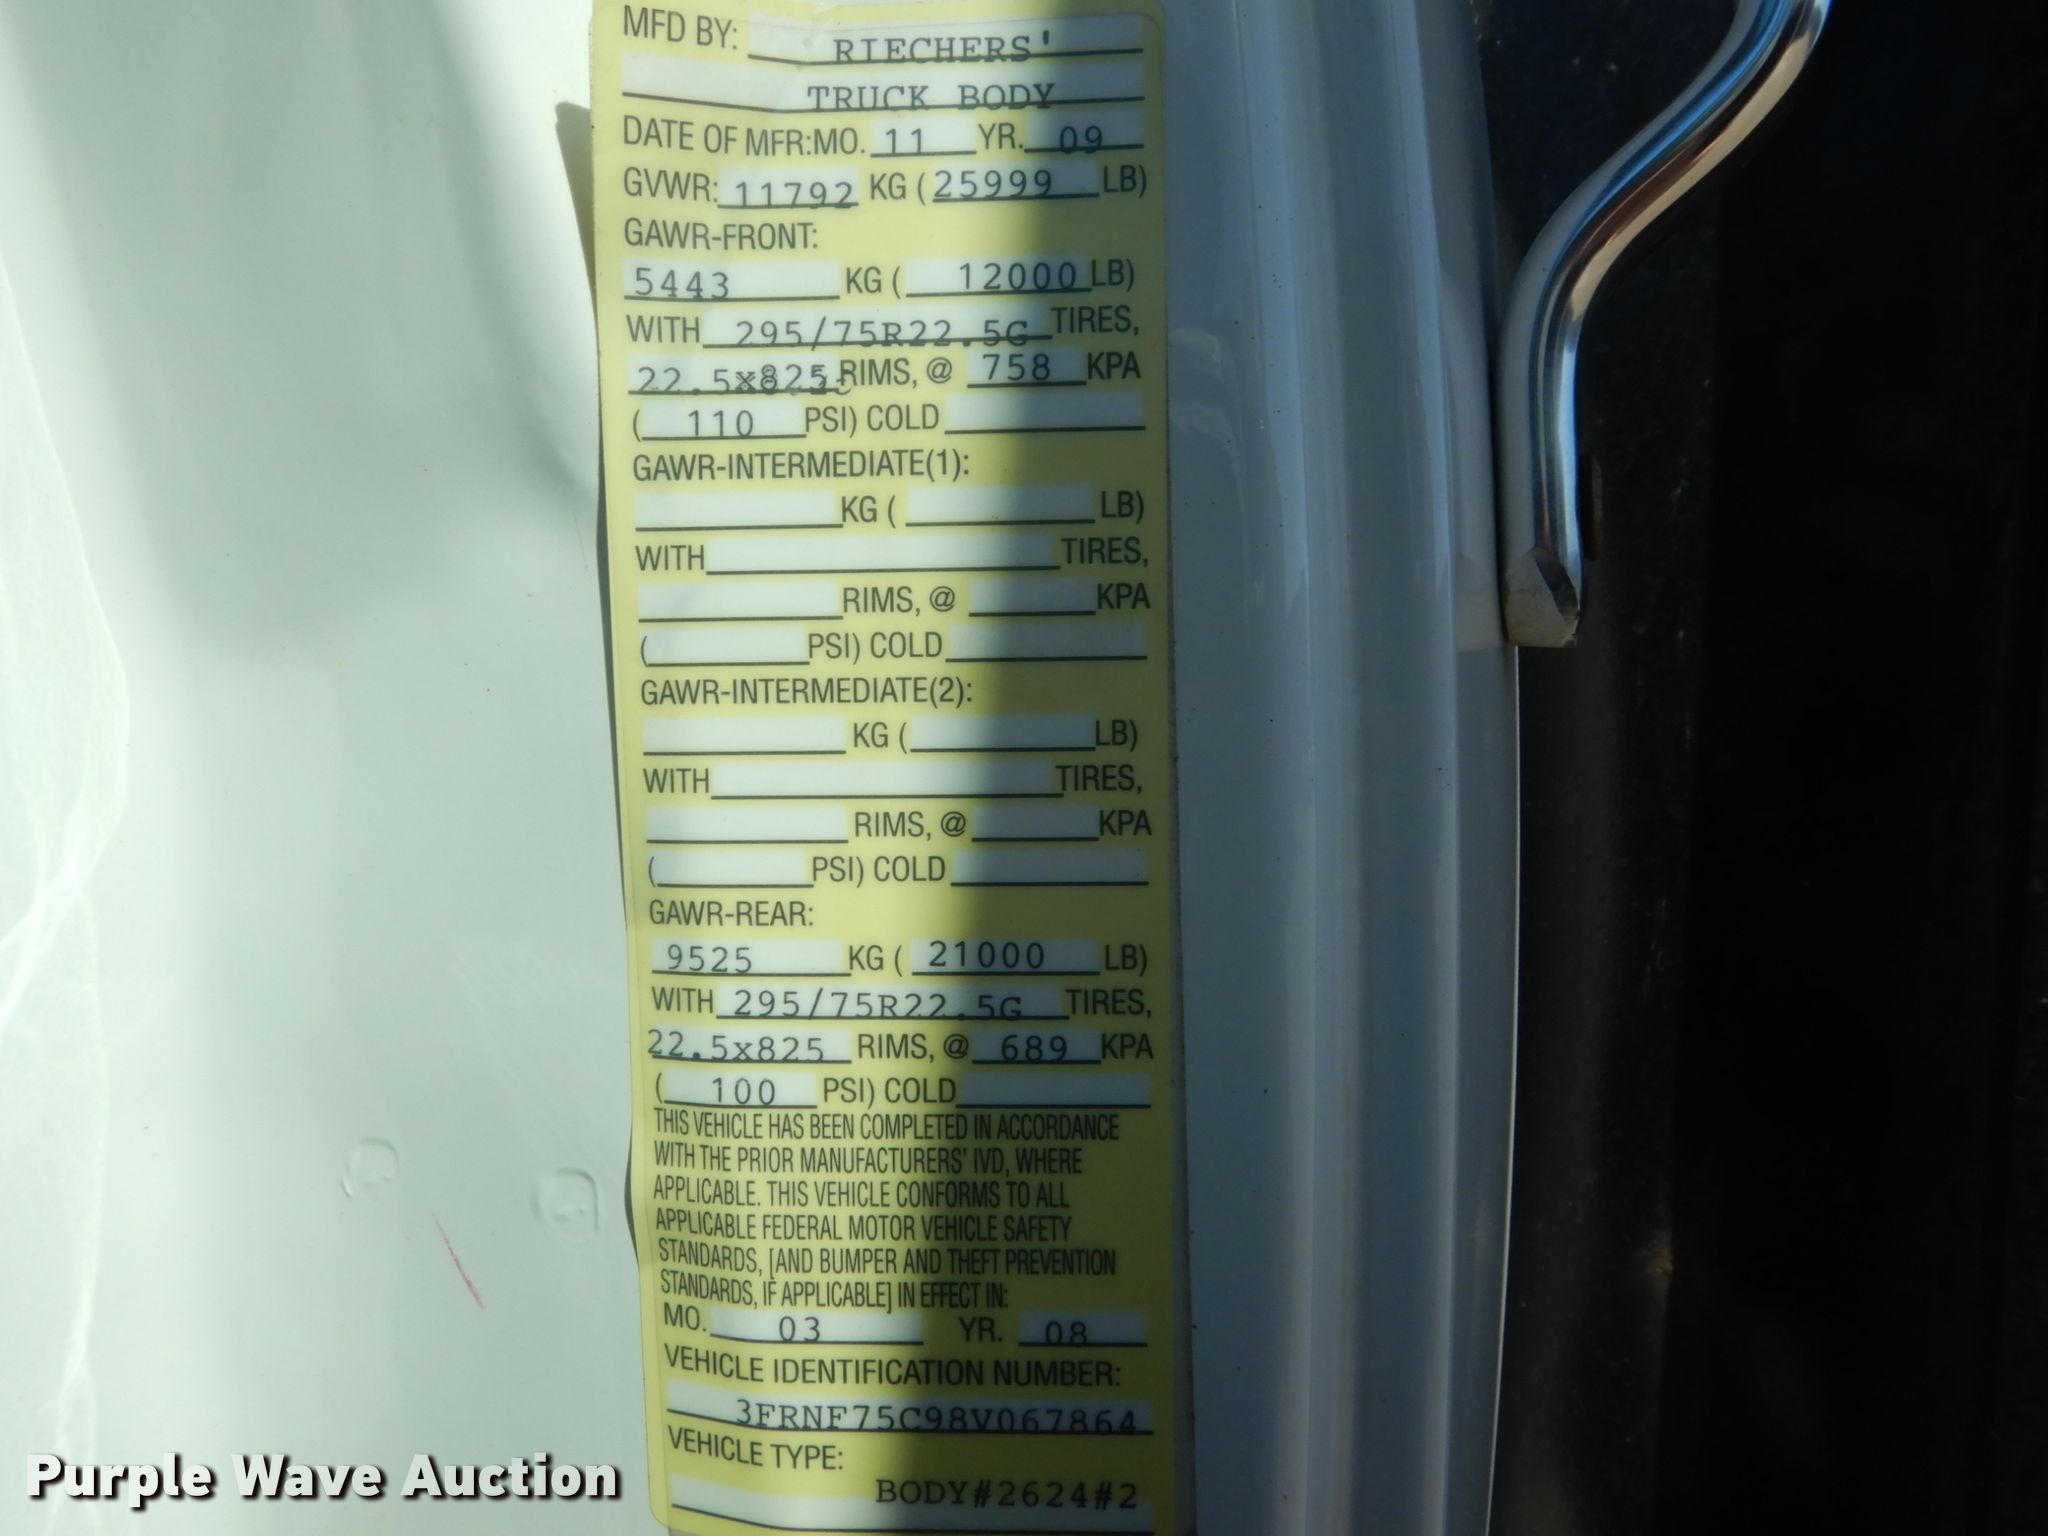 MFD BY: RIECHERS'
TRUCK BODY
DATE OF MFR:MO. 11 YR. 09
GVWR: 11792 KG ( 25999 LB)
GAWR-FRONT:
5443 KG ( 12000 LB)
WITH 295/75R22.5G TIRES,
22.5x825 RIMS, @ 758 KPA
( 110 PSI) COLD
GAWR-INTERMEDIATE(1):
KG ( LB)
WITH TIRES,
RIMS, @ KPA
( PSI) COLD
GAWR-INTERMEDIATE(2):
KG ( LB)
WITH TIRES,
RIMS, @ KPA
( PSI) COLD
GAWR-REAR:
9525 KG ( 21000 LB)
WITH 295/75R22.5G TIRES,
22.5x825 RIMS, @ 689 KPA
( 100 PSI) COLD
THIS VEHICLE HAS BEEN COMPLETED IN ACCORDANCE
WITH THE PRIOR MANUFACTURERS' IVD, WHERE
APPLICABLE. THIS VEHICLE CONFORMS TO ALL
APPLICABLE FEDERAL MOTOR VEHICLE SAFETY
STANDARDS, [AND BUMPER AND THEFT PREVENTION
STANDARDS, IF APPLICABLE] IN EFFECT IN:
MO. 03 YR. 08
VEHICLE IDENTIFICATION NUMBER:
3FRNF75C98V067864
VEHICLE TYPE:
BODY#2624#2
Purple Wave Auction